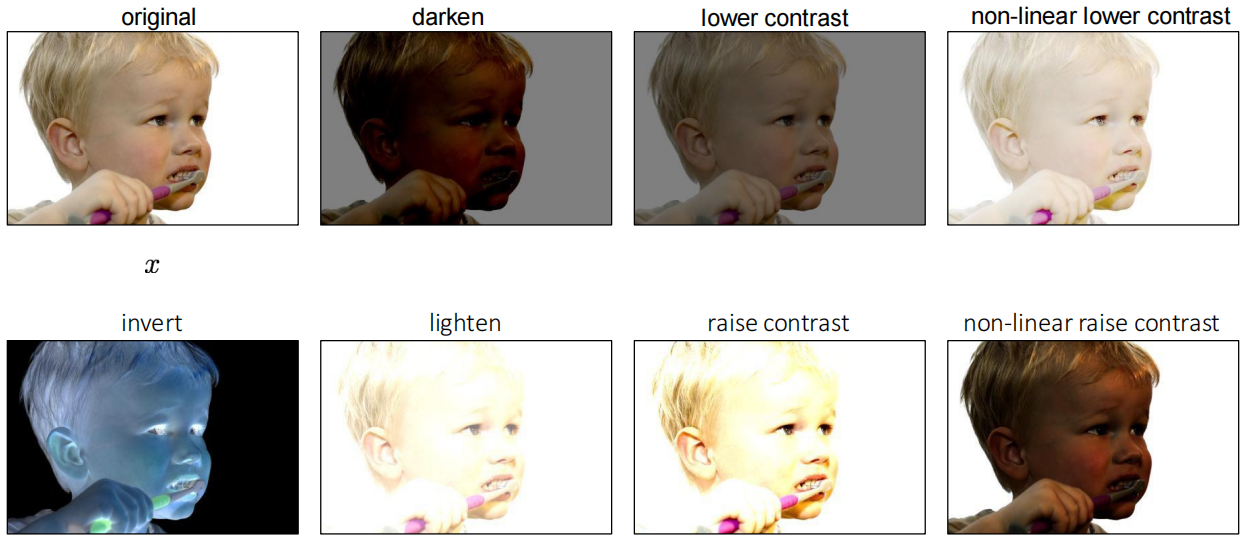 original
darken
lower contrast
non-linear lower contrast
x
invert
lighten
raise contrast
non-linear raise contrast